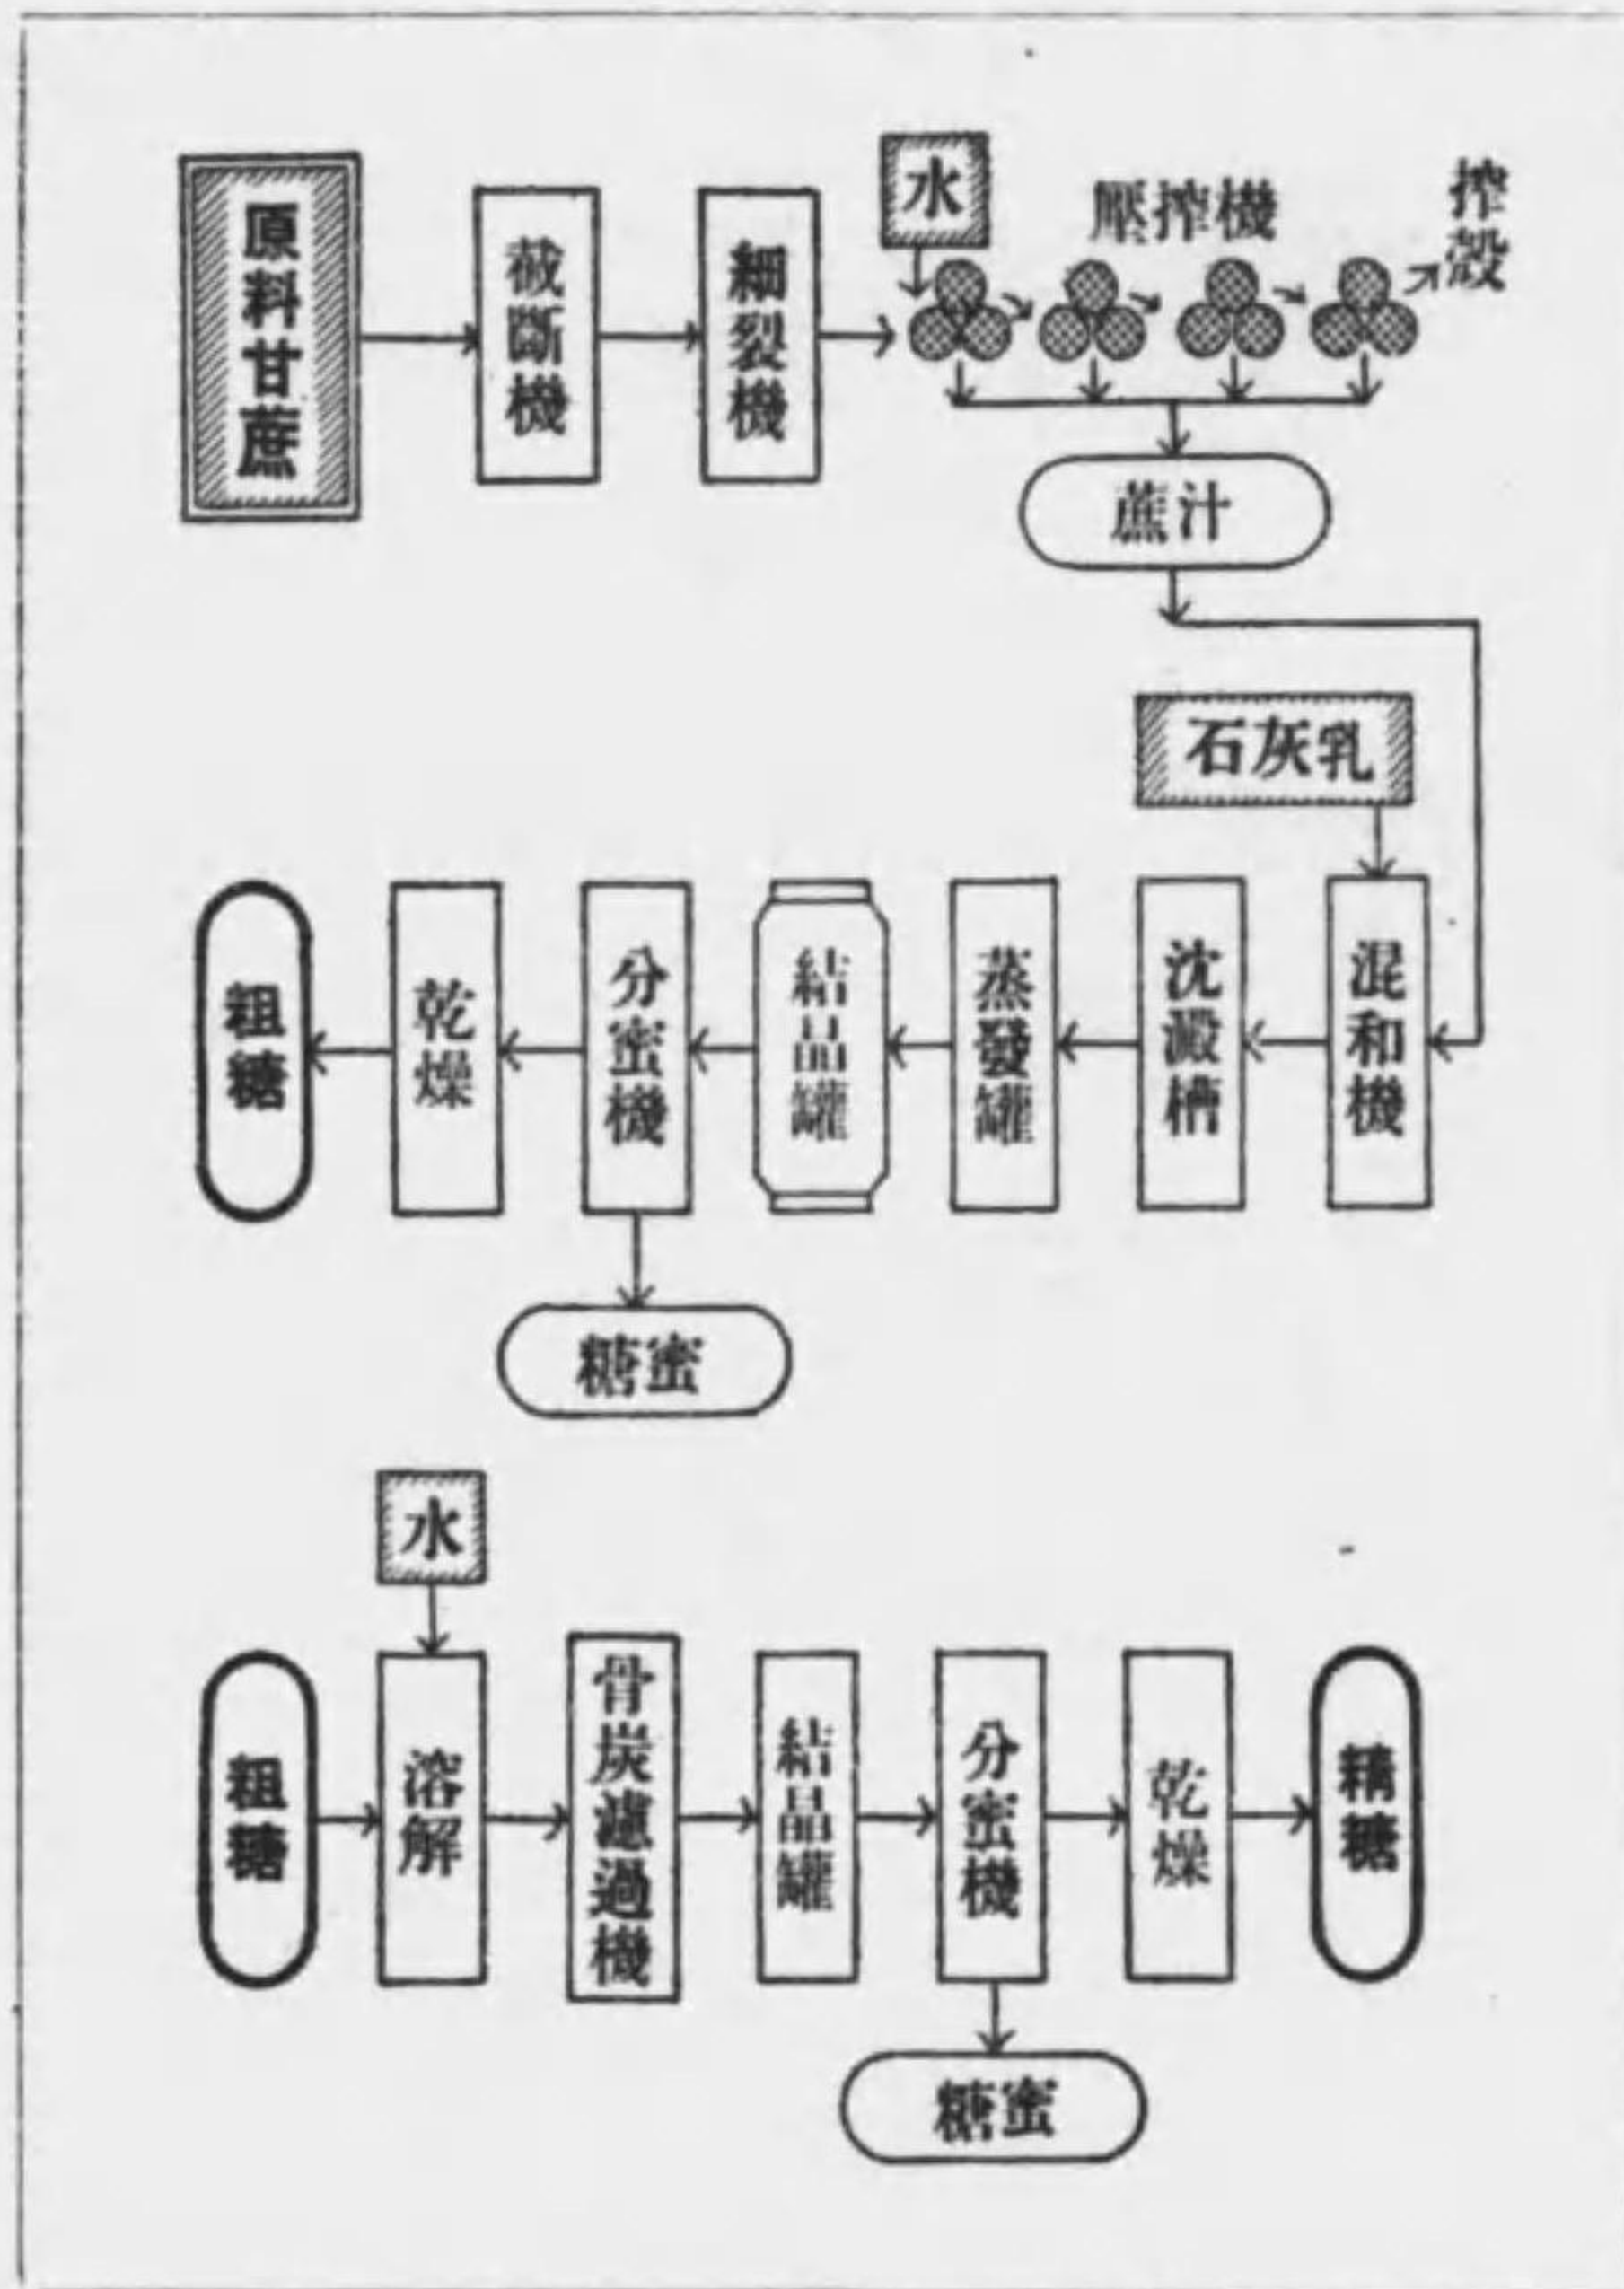 原料甘蔗
截斷機
細裂機
水
壓搾機
搾殼
蔗汁
石灰乳
混和機
沈澱槽
蒸發罐
結晶罐
分蜜機
乾燥
粗糖
糖蜜
水
粗糖
溶解
骨炭濾過機
結晶罐
分蜜機
乾燥
精糖
糖蜜